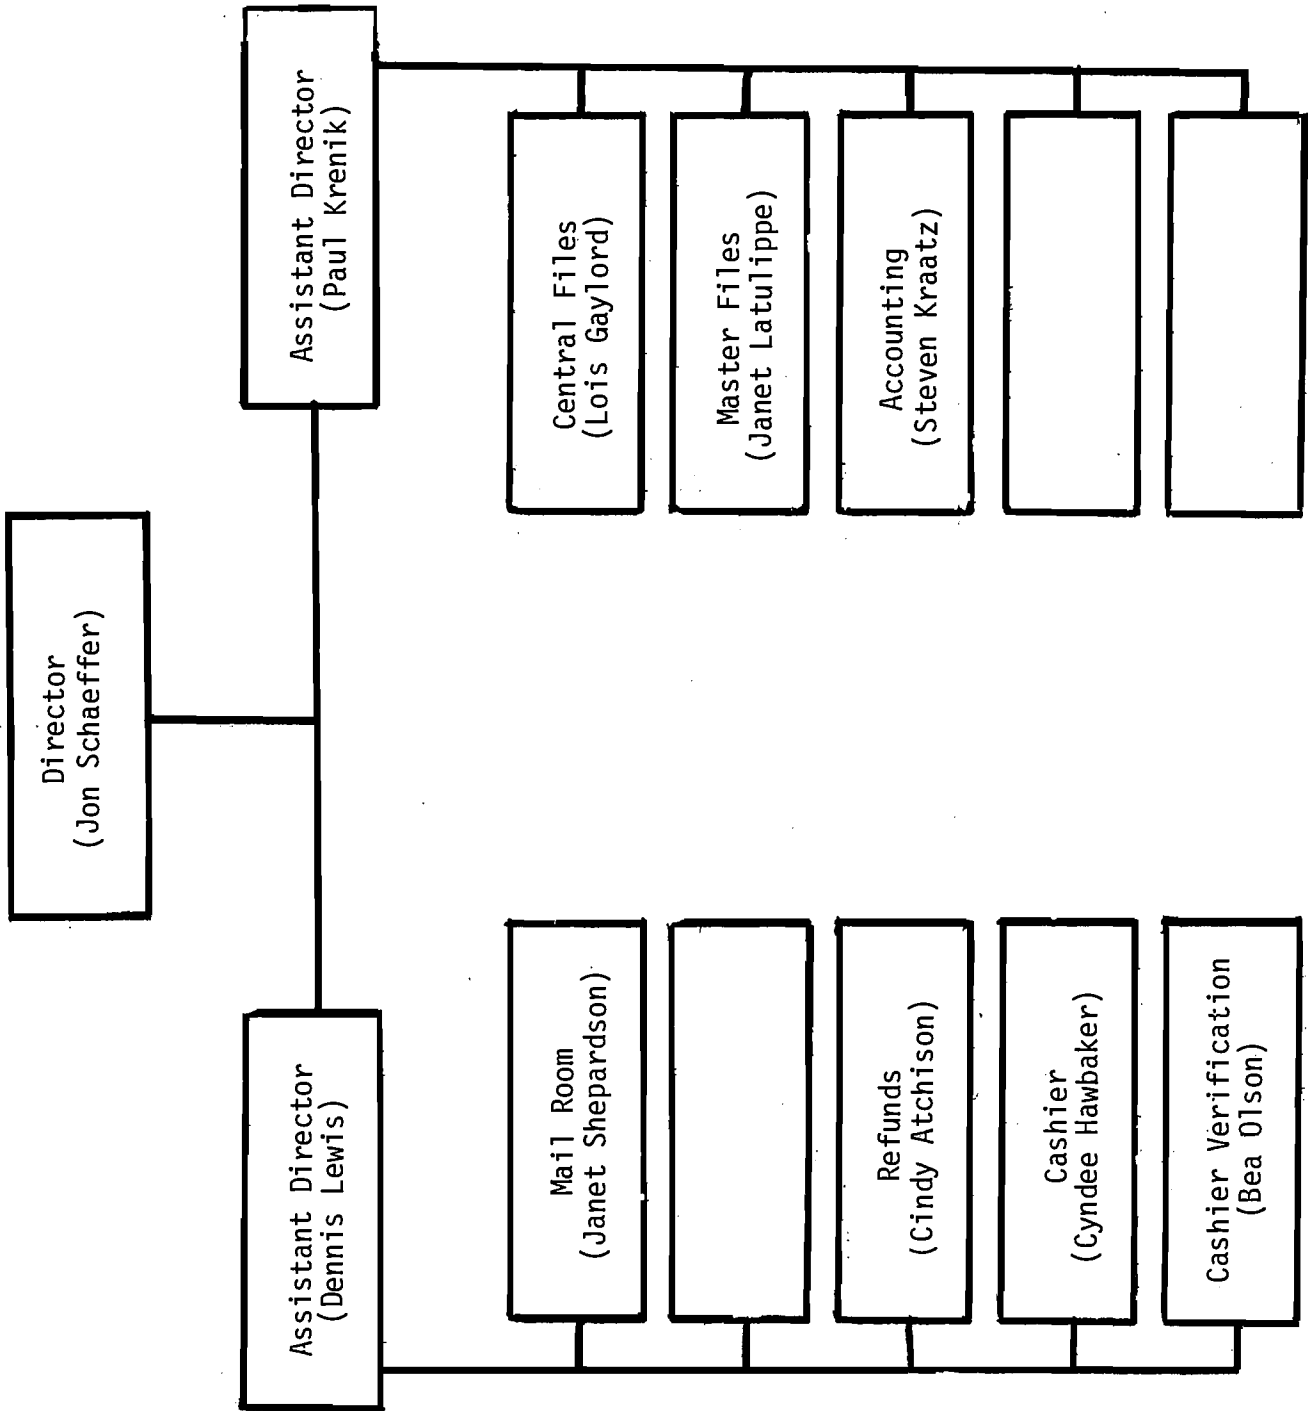 Director
(Jon Schaeffer)
Assistant Director
(Dennis Lewis)
Assistant Director
(Paul Krenik)
Mail Room
(Janet Shepardson)
Refunds
(Cindy Atchison)
Cashier
(Cyndee Hawbaker)
Cashier Verification
(Bea Olson)
Central Files
(Lois Gaylord)
Master Files
(Janet Latulippe)
Accounting
(Steven Kraatz)